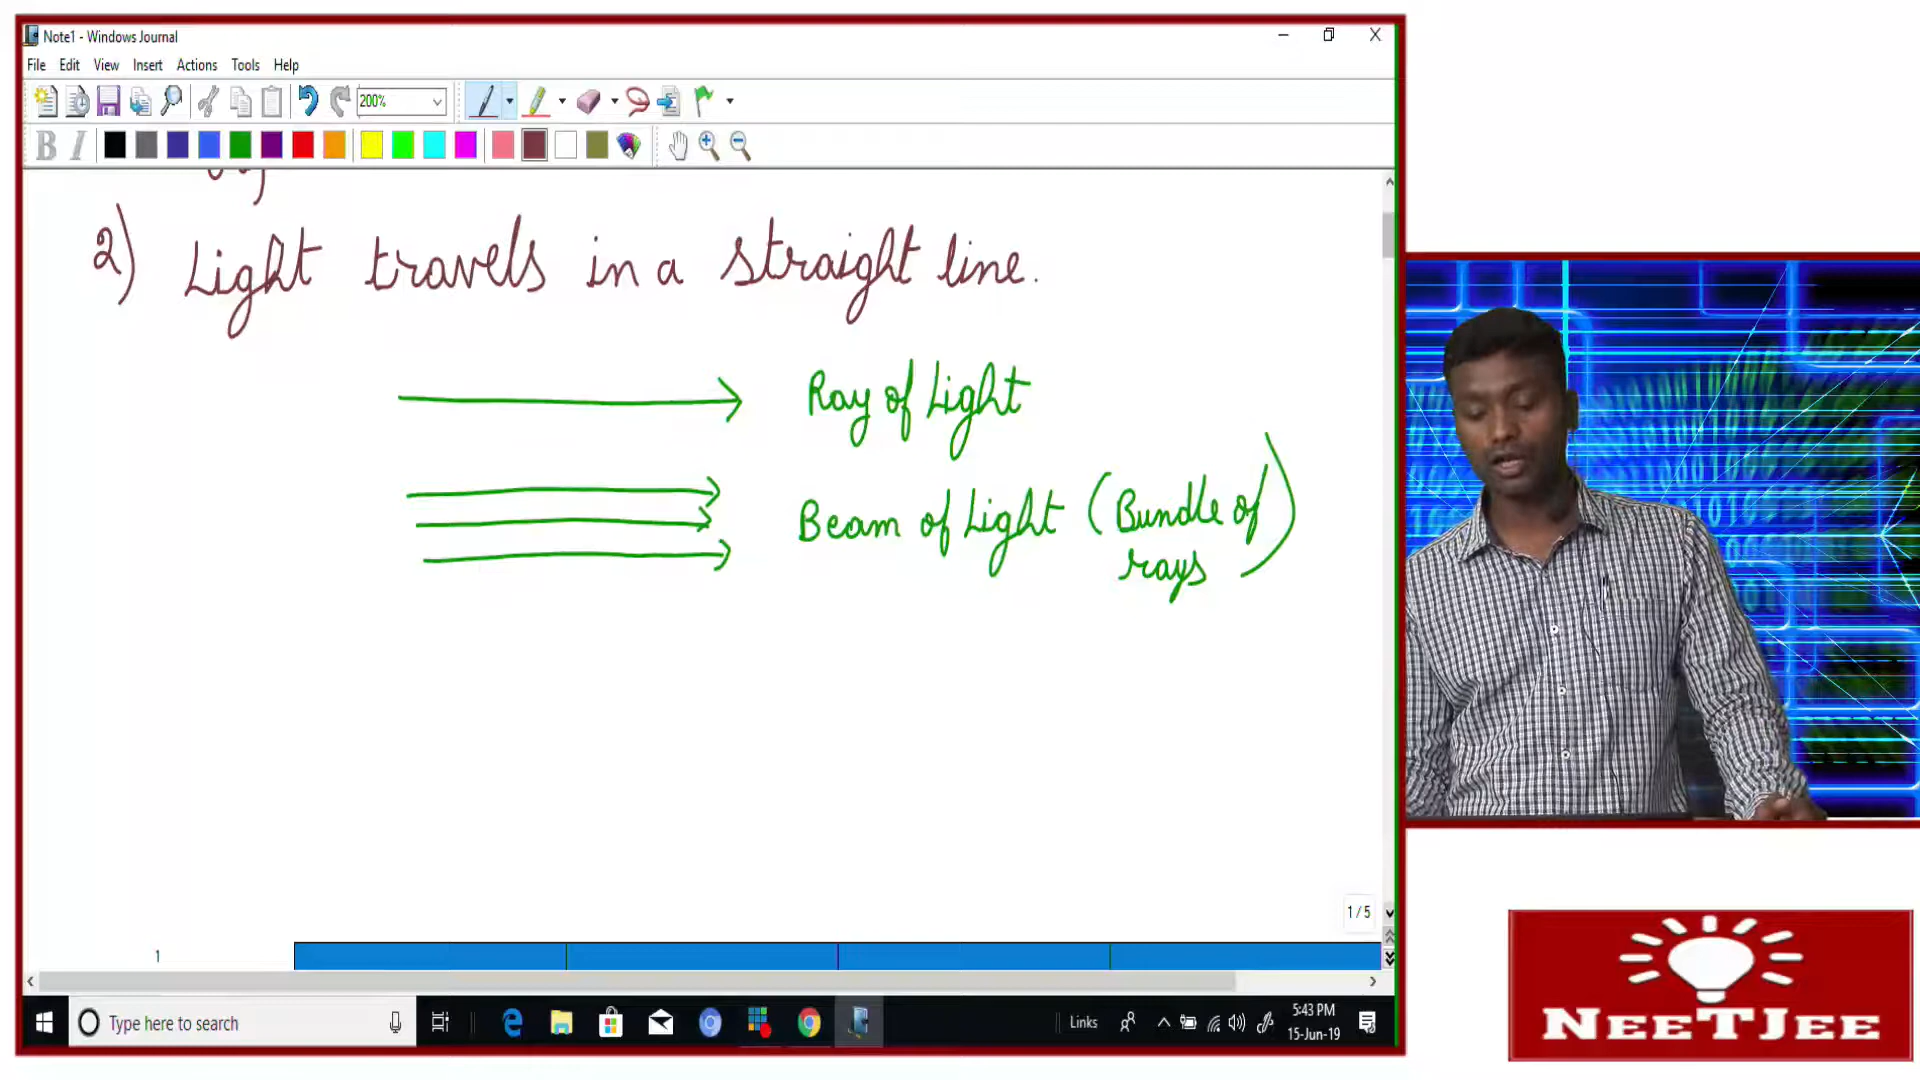 Note1 - Windows Journal
File Edit View Insert Actions Tools Help
200%
B I
2) Light travels in a straight line.
Ray of Light
Beam of Light (Bundle of
rays)
1 / 5
1
Type here to search
Links
5:43 PM
15-Jun-19
NEETJEE